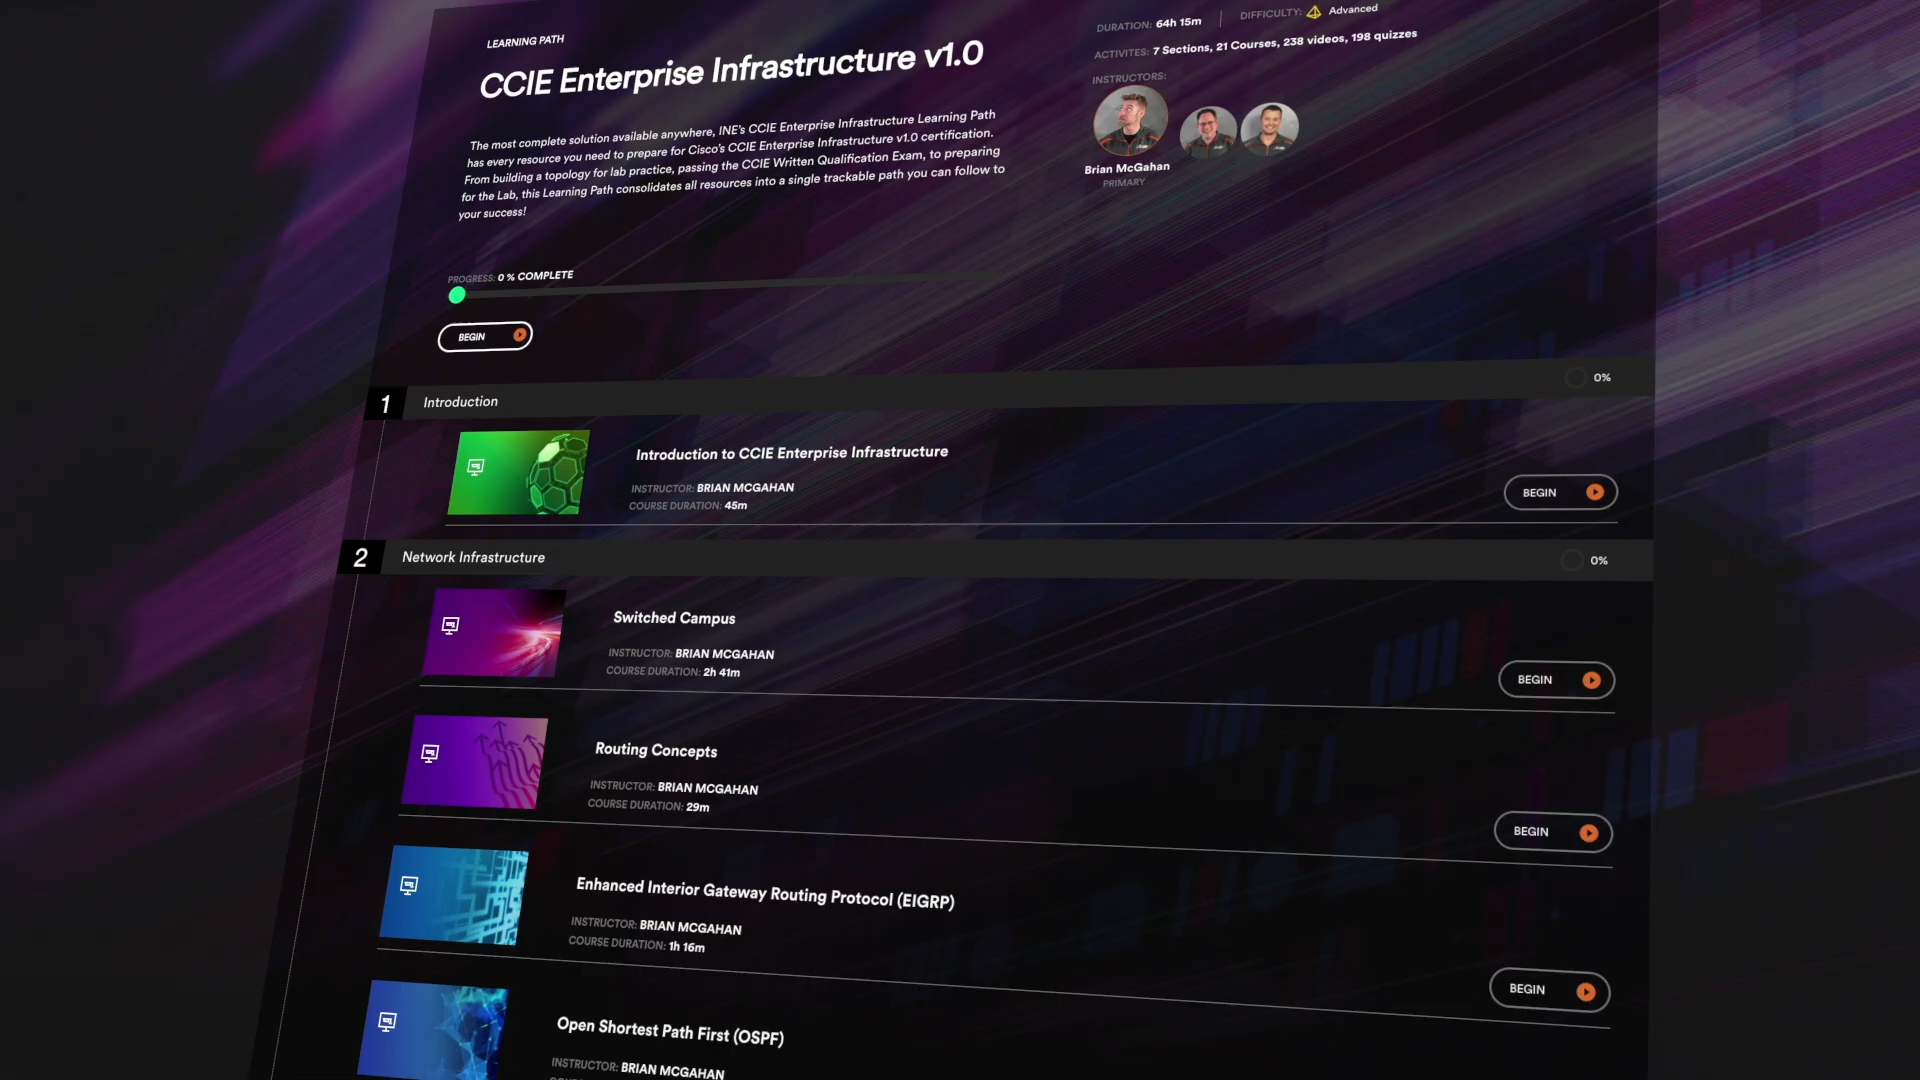 LEARNING PATH
CCIE Enterprise Infrastructure v1.0
The most complete solution available anywhere, INE's CCIE Enterprise Infrastructure Learning Path
has every resource you need to prepare for Cisco's CCIE Enterprise Infrastructure v1.0 certification.
From building a topology for lab practice, passing the CCIE Written Qualification Exam, to preparing
for the Lab, this Learning Path consolidates all resources into a single trackable path you can follow to
your success!
DURATION: 64h 15m
DIFFICULTY: Advanced
ACTIVITES: 7 Sections, 21 Courses, 238 videos, 198 quizzes
INSTRUCTORS:
Brian McGahan
PRIMARY
PROGRESS: 0 % COMPLETE
BEGIN
1 Introduction 0%
Introduction to CCIE Enterprise Infrastructure
INSTRUCTOR: BRIAN MCGAHAN
COURSE DURATION: 45m
BEGIN
2 Network Infrastructure 0%
Switched Campus
INSTRUCTOR: BRIAN MCGAHAN
COURSE DURATION: 2h 41m
BEGIN
Routing Concepts
INSTRUCTOR: BRIAN MCGAHAN
COURSE DURATION: 29m
BEGIN
Enhanced Interior Gateway Routing Protocol (EIGRP)
INSTRUCTOR: BRIAN MCGAHAN
COURSE DURATION: 1h 16m
BEGIN
Open Shortest Path First (OSPF)
INSTRUCTOR: BRIAN MCGAHAN